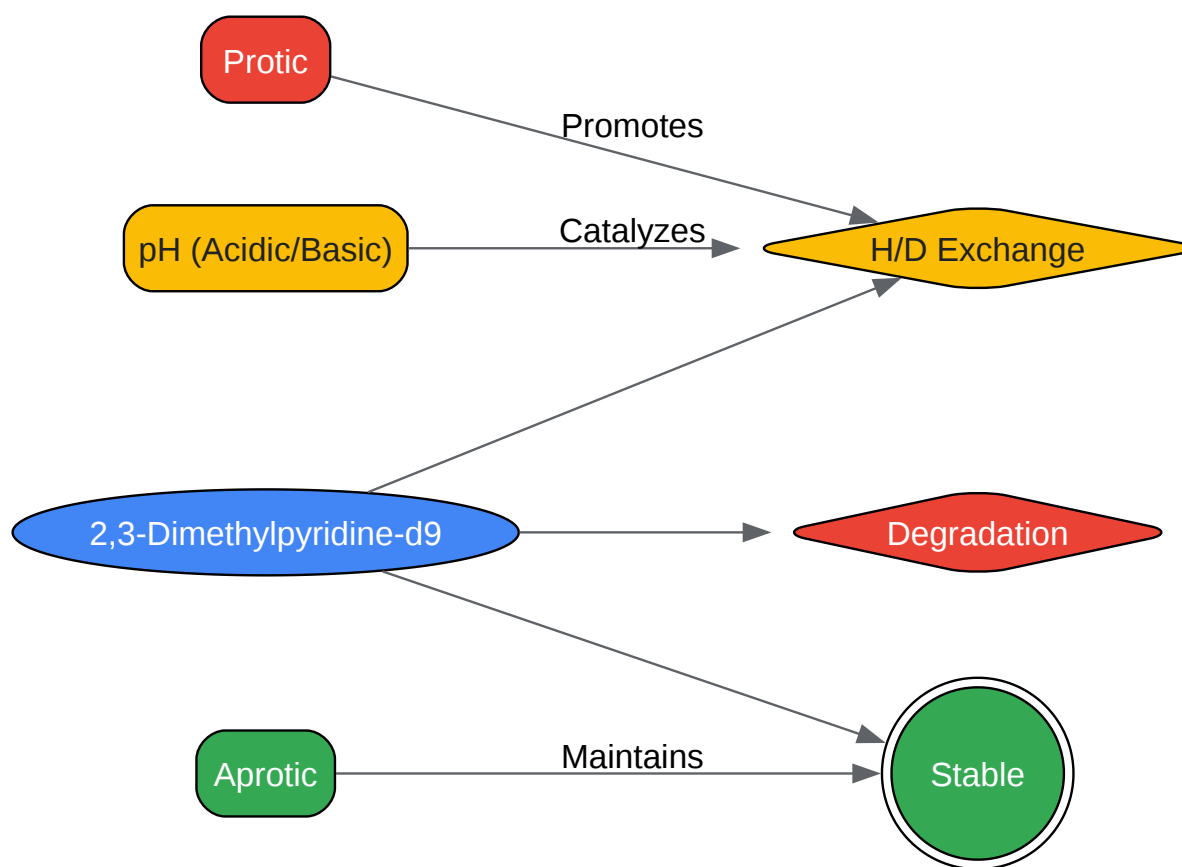 Protic
Promotes
pH (Acidic/Basic)
Catalyzes
H/D Exchange
2,3-Dimethylpyridine-d9
Degradation
Aprotic
Maintains
Stable